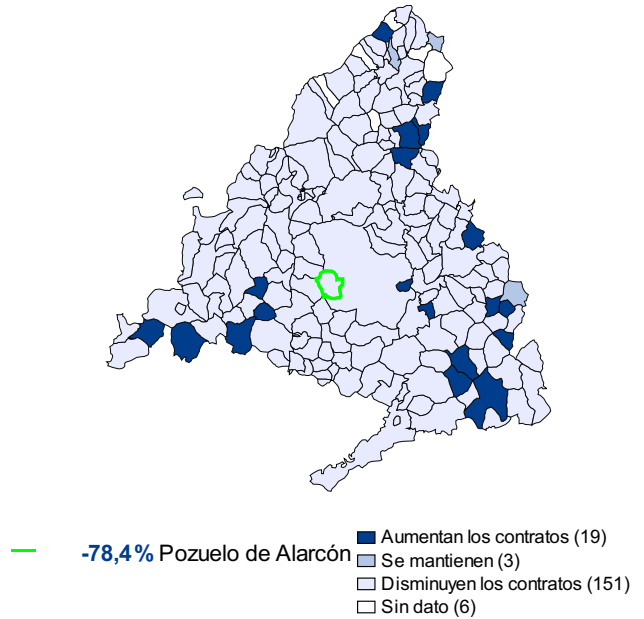 -78,4% Pozuelo de Alarcón
Aumentan los contratos (19)
Se mantienen (3)
Disminuyen los contratos (151)
Sin dato (6)